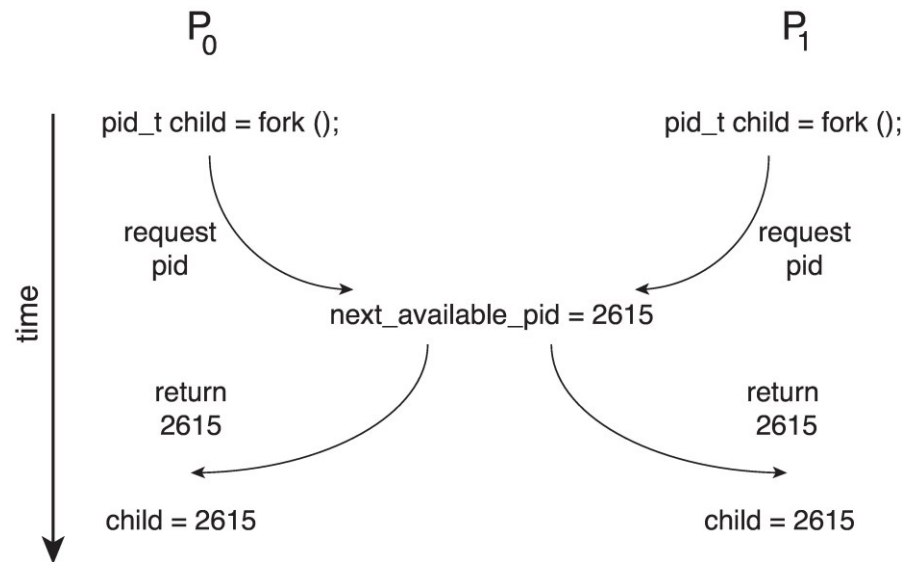 P0
P1
pid_t child = fork ();
pid_t child = fork ();
request
pid
request
pid
next_available_pid = 2615
time
return
2615
return
2615
child = 2615
child = 2615